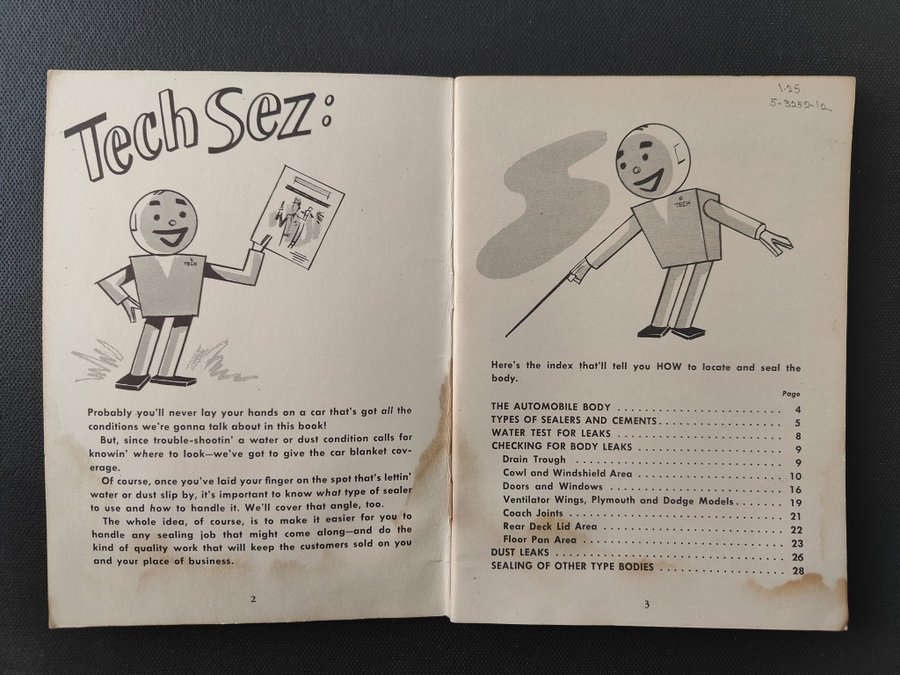 Tech Sez:
TECH
Probably you'll never lay your hands on a car that's got all the
conditions we're gonna talk about in this book!
But, since trouble-shootin' a water or dust condition calls for
knowin' where to look—we've got to give the car blanket cov-
erage.
Of course, once you've laid your finger on the spot that's lettin'
water or dust slip by, it's important to know what type of sealer
to use and how to handle it. We'll cover that angle, too.
The whole idea, of course, is to make it easier for you to
handle any sealing job that might come along—and do the
kind of quality work that will keep the customers sold on you
and your place of business.
2
1.25
TECH
Here's the index that'll tell you HOW to locate and seal the
body.
Page
THE AUTOMOBILE BODY . . . . . . . . . . . . . . . . . . . . . . . 4
TYPES OF SEALERS AND CEMENTS . . . . . . . . . . . . . . . . . 5
WATER TEST FOR LEAKS . . . . . . . . . . . . . . . . . . . . . . . 8
CHECKING FOR BODY LEAKS . . . . . . . . . . . . . . . . . . . . 9
Drain Trough . . . . . . . . . . . . . . . . . . . . . . . . . . . . 9
Cowl and Windshield Area . . . . . . . . . . . . . . . . . . . . 10
Doors and Windows . . . . . . . . . . . . . . . . . . . . . . . . 16
Ventilator Wings, Plymouth and Dodge Models . . . . . . . 19
Coach Joints . . . . . . . . . . . . . . . . . . . . . . . . . . . . 21
Rear Deck Lid Area . . . . . . . . . . . . . . . . . . . . . . . . 22
Floor Pan Area . . . . . . . . . . . . . . . . . . . . . . . . . . 23
DUST LEAKS . . . . . . . . . . . . . . . . . . . . . . . . . . . . 26
SEALING OF OTHER TYPE BODIES . . . . . . . . . . . . . . . . . 28
3